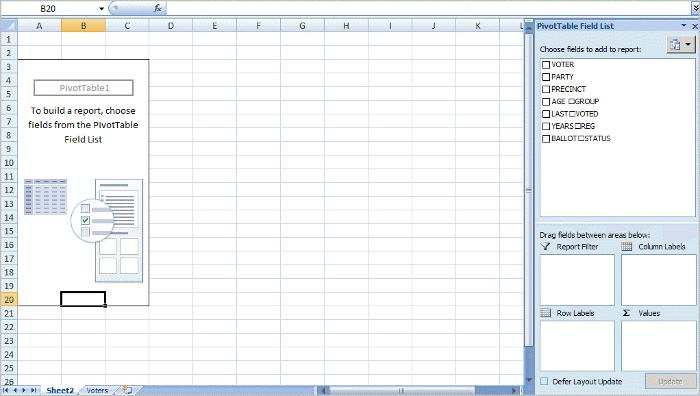 B20
fx
A B C D E F G H I J K L
1
2
3
4
5
6
7
8
9
10
11
12
13
14
15
16
17
18
19
20
21
22
23
24
25
26
PivotTable1
To build a report, choose
fields from the PivotTable
Field List
Sheet2 Voters
PivotTable Field List
Choose fields to add to report:
VOTER
PARTY
PRECINCT
AGE □GROUP
LAST□VOTED
YEARS□REG
BALLOT□STATUS
Drag fields between areas below:
Report Filter Column Labels
Row Labels Σ Values
Defer Layout Update Update